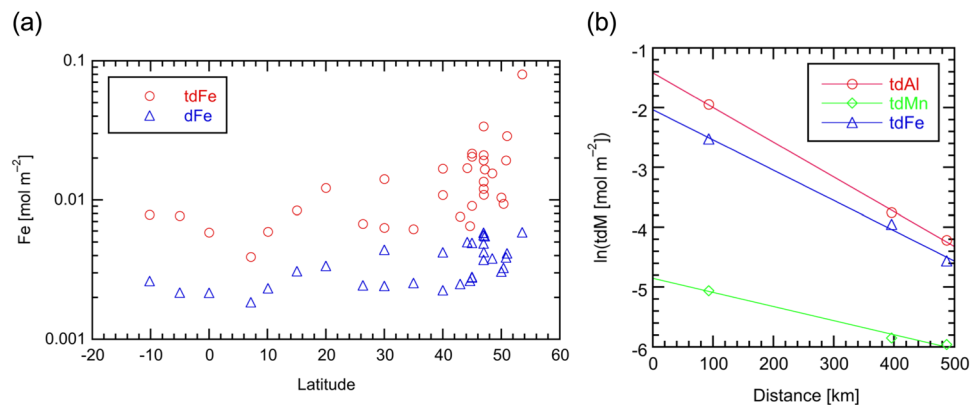 (a)
0.1
0.01
0.001
Fe [mol m⁻²]
tdFe
dFe
-20 -10 0 10 20 30 40 50 60
Latitude
(b)
-1
-2
-3
-4
-5
-6
ln(tdM [mol m⁻²])
tdAl
tdMn
tdFe
0 100 200 300 400 500
Distance [km]